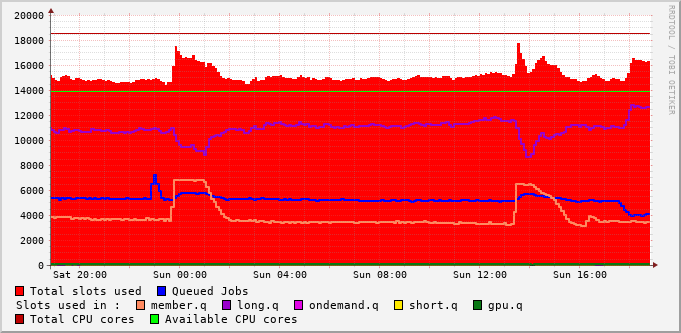 20000
18000
16000
14000
12000
10000
8000
6000
4000
2000
0
Sat 20:00 Sun 00:00 Sun 04:00 Sun 08:00 Sun 12:00 Sun 16:00
RRDTOOL / TOBI OETIKER
Total slots used Queued Jobs
Slots used in : member.q long.q ondemand.q short.q gpu.q
Total CPU cores Available CPU cores